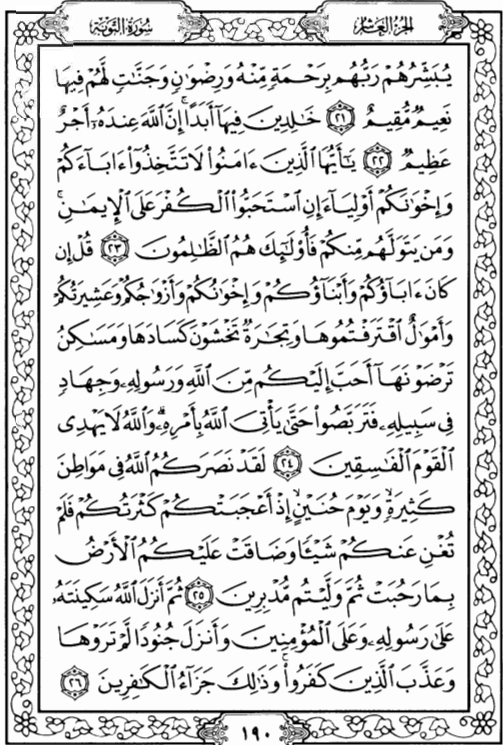 الجزء العاشر
سورة التوبة
يُبَشِّرُهُمْ رَبُّهُم بِرَحْمَةٍ مِّنْهُ وَرِضْوَٰنٍ وَجَنَّٰتٍ لَّهُمْ فِيهَا
نَعِيمٌ مُّقِيمٌ ٢١ خَٰلِدِينَ فِيهَآ أَبَدًا ۚ إِنَّ ٱللَّهَ عِندَهُۥٓ أَجْرٌ
عَظِيمٌ ٢٢ يَٰٓأَيُّهَا ٱلَّذِينَ ءَامَنُوا۟ لَا تَتَّخِذُوٓا۟ ءَابَآءَكُمْ
وَإِخْوَٰنَكُمْ أَوْلِيَآءَ إِنِ ٱسْتَحَبُّوا۟ ٱلْكُفْرَ عَلَى ٱلْإِيمَٰنِ ۚ
وَمَن يَتَوَلَّهُم مِّنكُمْ فَأُو۟لَٰٓئِكَ هُمُ ٱلظَّٰلِمُونَ ٢٣ قُلْ إِن
كَانَ ءَابَآؤُكُمْ وَأَبْنَآؤُكُمْ وَإِخْوَٰنُكُمْ وَأَزْوَٰجُكُمْ وَعَشِيرَتُكُمْ
وَأَمْوَٰلٌ ٱقْتَرَفْتُمُوهَا وَتِجَٰرَةٌ تَخْشَوْنَ كَسَادَهَا وَمَسَٰكِنُ
تَرْضَوْنَهَآ أَحَبَّ إِلَيْكُم مِّنَ ٱللَّهِ وَرَسُولِهِۦ وَجِهَادٍ
فِى سَبِيلِهِۦ فَتَرَبَّصُوا۟ حَتَّىٰ يَأْتِىَ ٱللَّهُ بِأَمْرِهِۦ ۗ وَٱللَّهُ لَا يَهْدِى
ٱلْقَوْمَ ٱلْفَٰسِقِينَ ٢٤ لَقَدْ نَصَرَكُمُ ٱللَّهُ فِى مَوَاطِنَ
كَثِيرَةٍ ۙ وَيَوْمَ حُنَيْنٍ ۙ إِذْ أَعْجَبَتْكُمْ كَثْرَتُكُمْ فَلَمْ
تُغْنِ عَنكُمْ شَيْـًٔا وَضَاقَتْ عَلَيْكُمُ ٱلْأَرْضُ
بِمَا رَحُبَتْ ثُمَّ وَلَّيْتُم مُّدْبِرِينَ ٢٥ ثُمَّ أَنزَلَ ٱللَّهُ سَكِينَتَهُۥ
عَلَىٰ رَسُولِهِۦ وَعَلَى ٱلْمُؤْمِنِينَ وَأَنزَلَ جُنُودًا لَّمْ تَرَوْهَا
وَعَذَّبَ ٱلَّذِينَ كَفَرُوا۟ ۚ وَذَٰلِكَ جَزَآءُ ٱلْكَٰفِرِينَ ٢٦
١٩٠